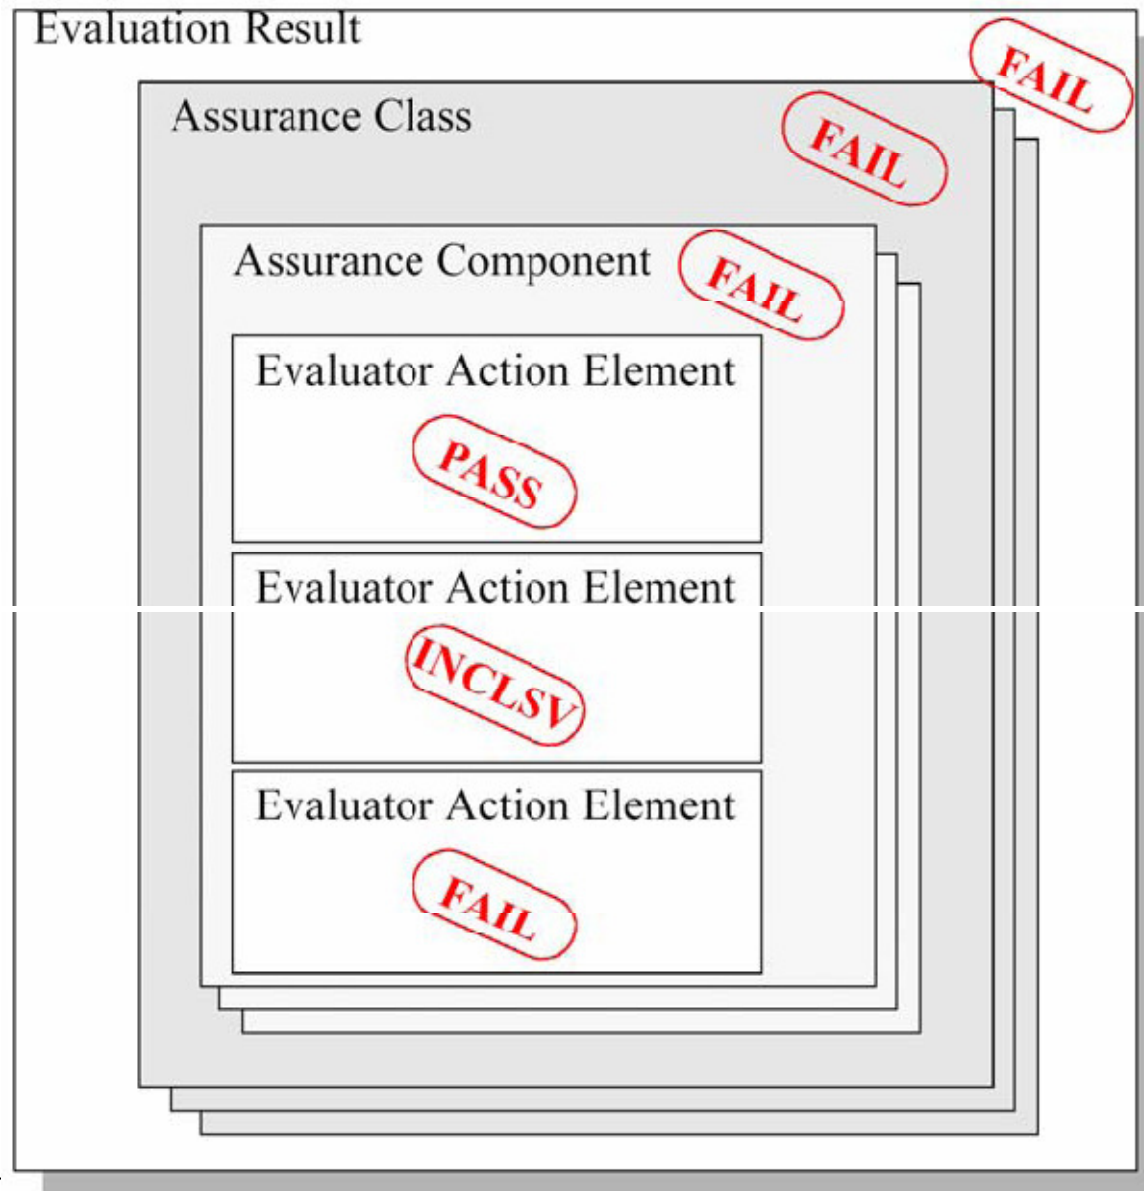 Evaluation Result
FAIL
Assurance Class
FAIL
Assurance Component
FAIL
Evaluator Action Element
PASS
Evaluator Action Element
INCLSV
Evaluator Action Element
FAIL